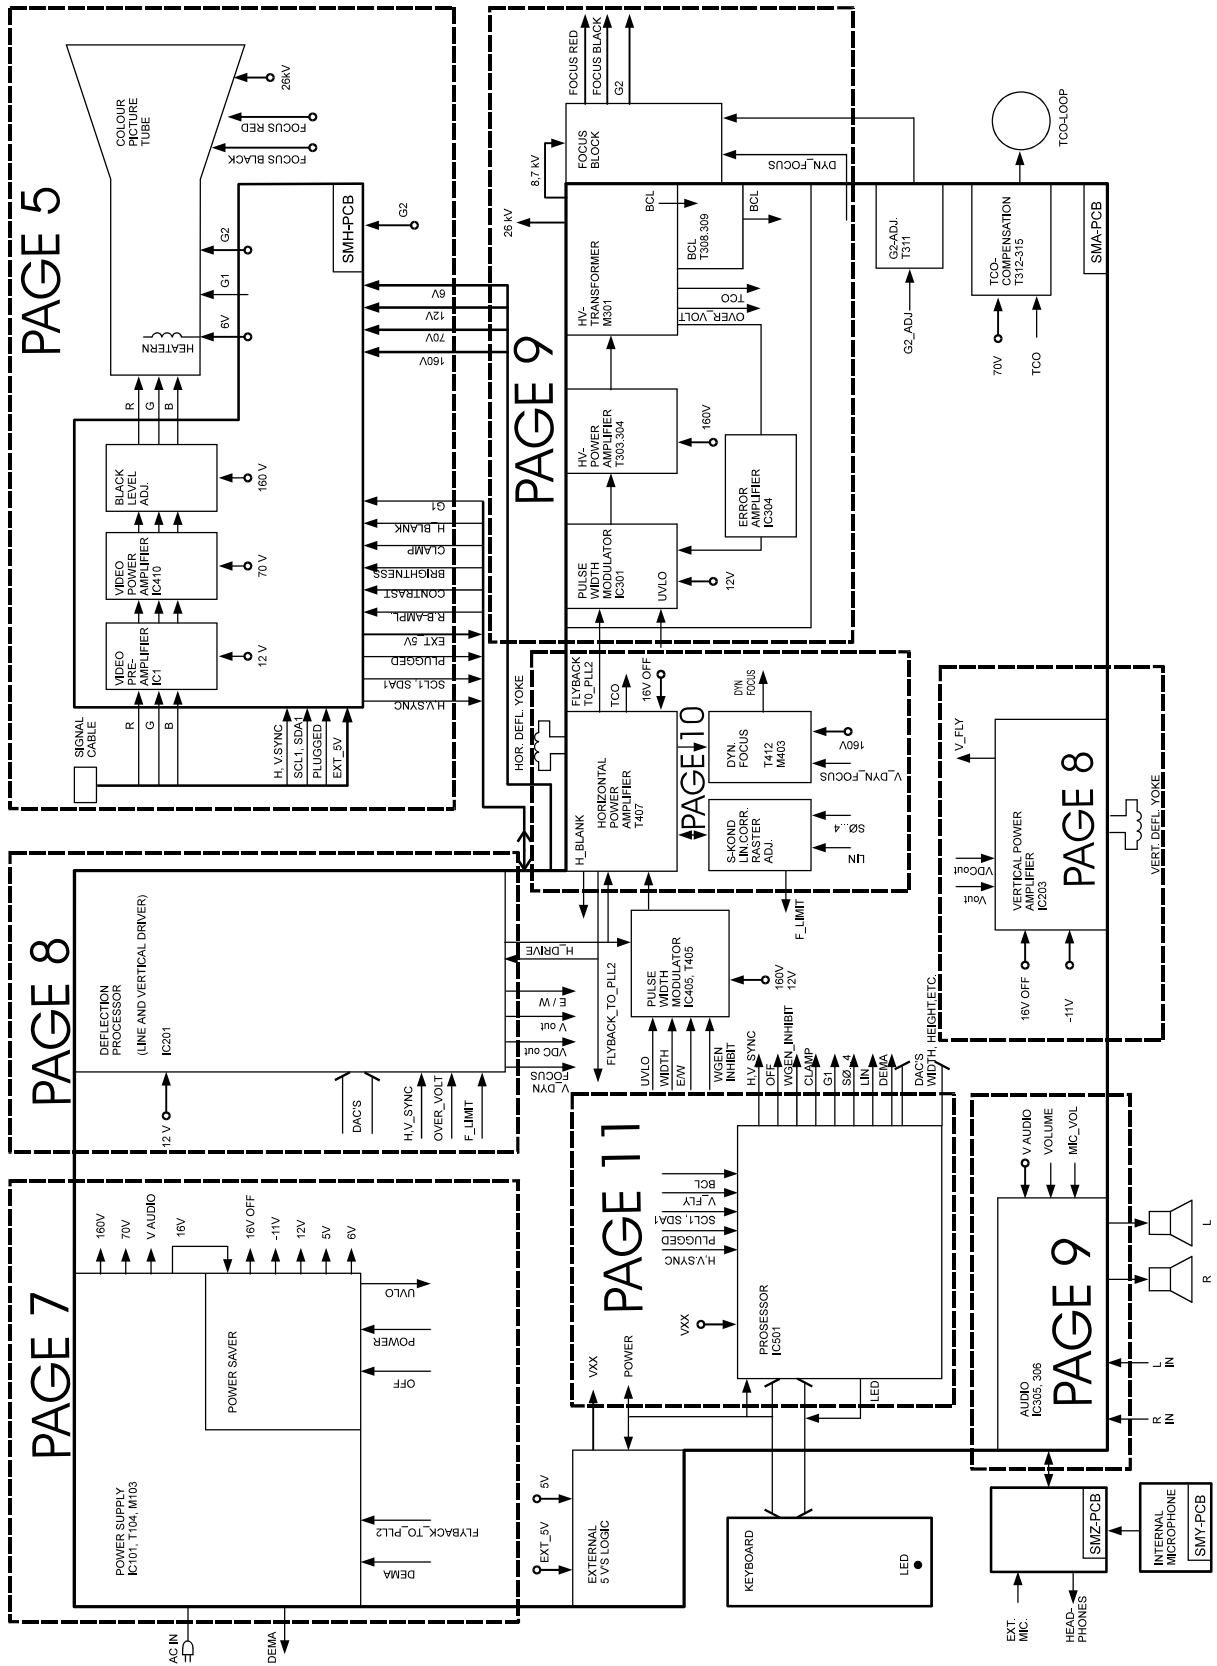 PAGE 7
POWER SUPPLY
IC101, T104, M103
POWER SAVER
AC IN
DEMA
160V
70V
V AUDIO
16V
16V OFF
-11V
12V
5V
6V
UVLO
POWER
OFF
FLYBACK_TO_PLL2
DEMA
PAGE 8
DEFLECTION
PROCESSOR
(LINE AND VERTICAL DRIVER)
IC201
12 V
DAC'S
H,V_SYNC
OVER_VOLT
F_LIMIT
H_DRIVE
E / W
V out
VDC out
V_DYN
FOCUS
FLYBACK_TO_PLL2
PAGE 5
SIGNAL
CABLE
R
G
B
VIDEO
PRE-
AMPLIFIER
IC1
12 V
VIDEO
POWER
AMPLIFIER
IC410
70 V
BLACK
LEVEL
ADJ.
160 V
R
G
B
HEATERN
6V
G1
G2
COLOUR
PICTURE
TUBE
FOCUS BLACK
FOCUS RED
26kV
SMH-PCB
G2
H, V.SYNC
SCL1, SDA1
PLUGGED
EXT_5V
H.V.SYNC
SCL1, SDA1
PLUGGED
EXT_5V
R.B-AMPL.
CONTRAST
BRIGHTNESS
CLAMP
H_BLANK
G1
160V
70V
12V
6V
PAGE 9
PULSE
WIDTH
MODULATOR
IC301
UVLO
12V
HV-
POWER
AMPLIFIER
T303.304
160V
ERROR
AMPLIFIER
IC304
HV-
TRANSFORMER
M301
26 kV
8,7 kV
BCL
BCL
T308.309
BCL
TCO
OVER_VOLT
FOCUS
BLOCK
FOCUS RED
FOCUS BLACK
G2
DYN_FOCUS
G2-ADJ.
T311
G2_ADJ
TCO-
COMPENSATION
T312-315
70V
TCO
TCO-LOOP
SMA-PCB
HOR. DEFL. YOKE
FLYBACK
T0_PLL2
TCO
16V OFF
H_BLANK
HORIZONTAL
POWER
AMPLIFIER
T407
PAGE 10
DYN.
FOCUS
T412
M403
DYN
FOCUS
160V
V_DYN_FOCUS
S-KOND
LIN.CORR.
RASTER
ADJ.
SØ...4
LIN
F_LIMIT
PULSE
WIDTH
MODULATOR
IC405, T405
160V
12V
UVLO
WIDTH
E/W
WGEN
INHIBIT
PAGE 11
H,V_SYNC
OFF
WGEN_INHIBIT
CLAMP
G1
SØ..4
LIN
DEMA
DAC'S
WIDTH, HEIGHT,ETC.
BCL
V_FLY
SCL1, SDA1
PLUGGED
H,V.SYNC
VXX
PROSESSOR
IC501
LED
VXX
POWER
5V
EXT_5V
EXTERNAL
5 V'S LOGIC
KEYBOARD
LED
PAGE 8
V_FLY
VDCout
Vout
VERTICAL POWER
AMPLIFIER
IC203
16V OFF
-11V
VERT. DEFL. YOKE
PAGE 9
V AUDIO
VOLUME
MIC_VOL
AUDIO
IC305, 306
L
R
L
IN
R
IN
SMZ-PCB
EXT.
MIC.
HEAD-
PHONES
INTERNAL
MICROPHONE
SMY-PCB